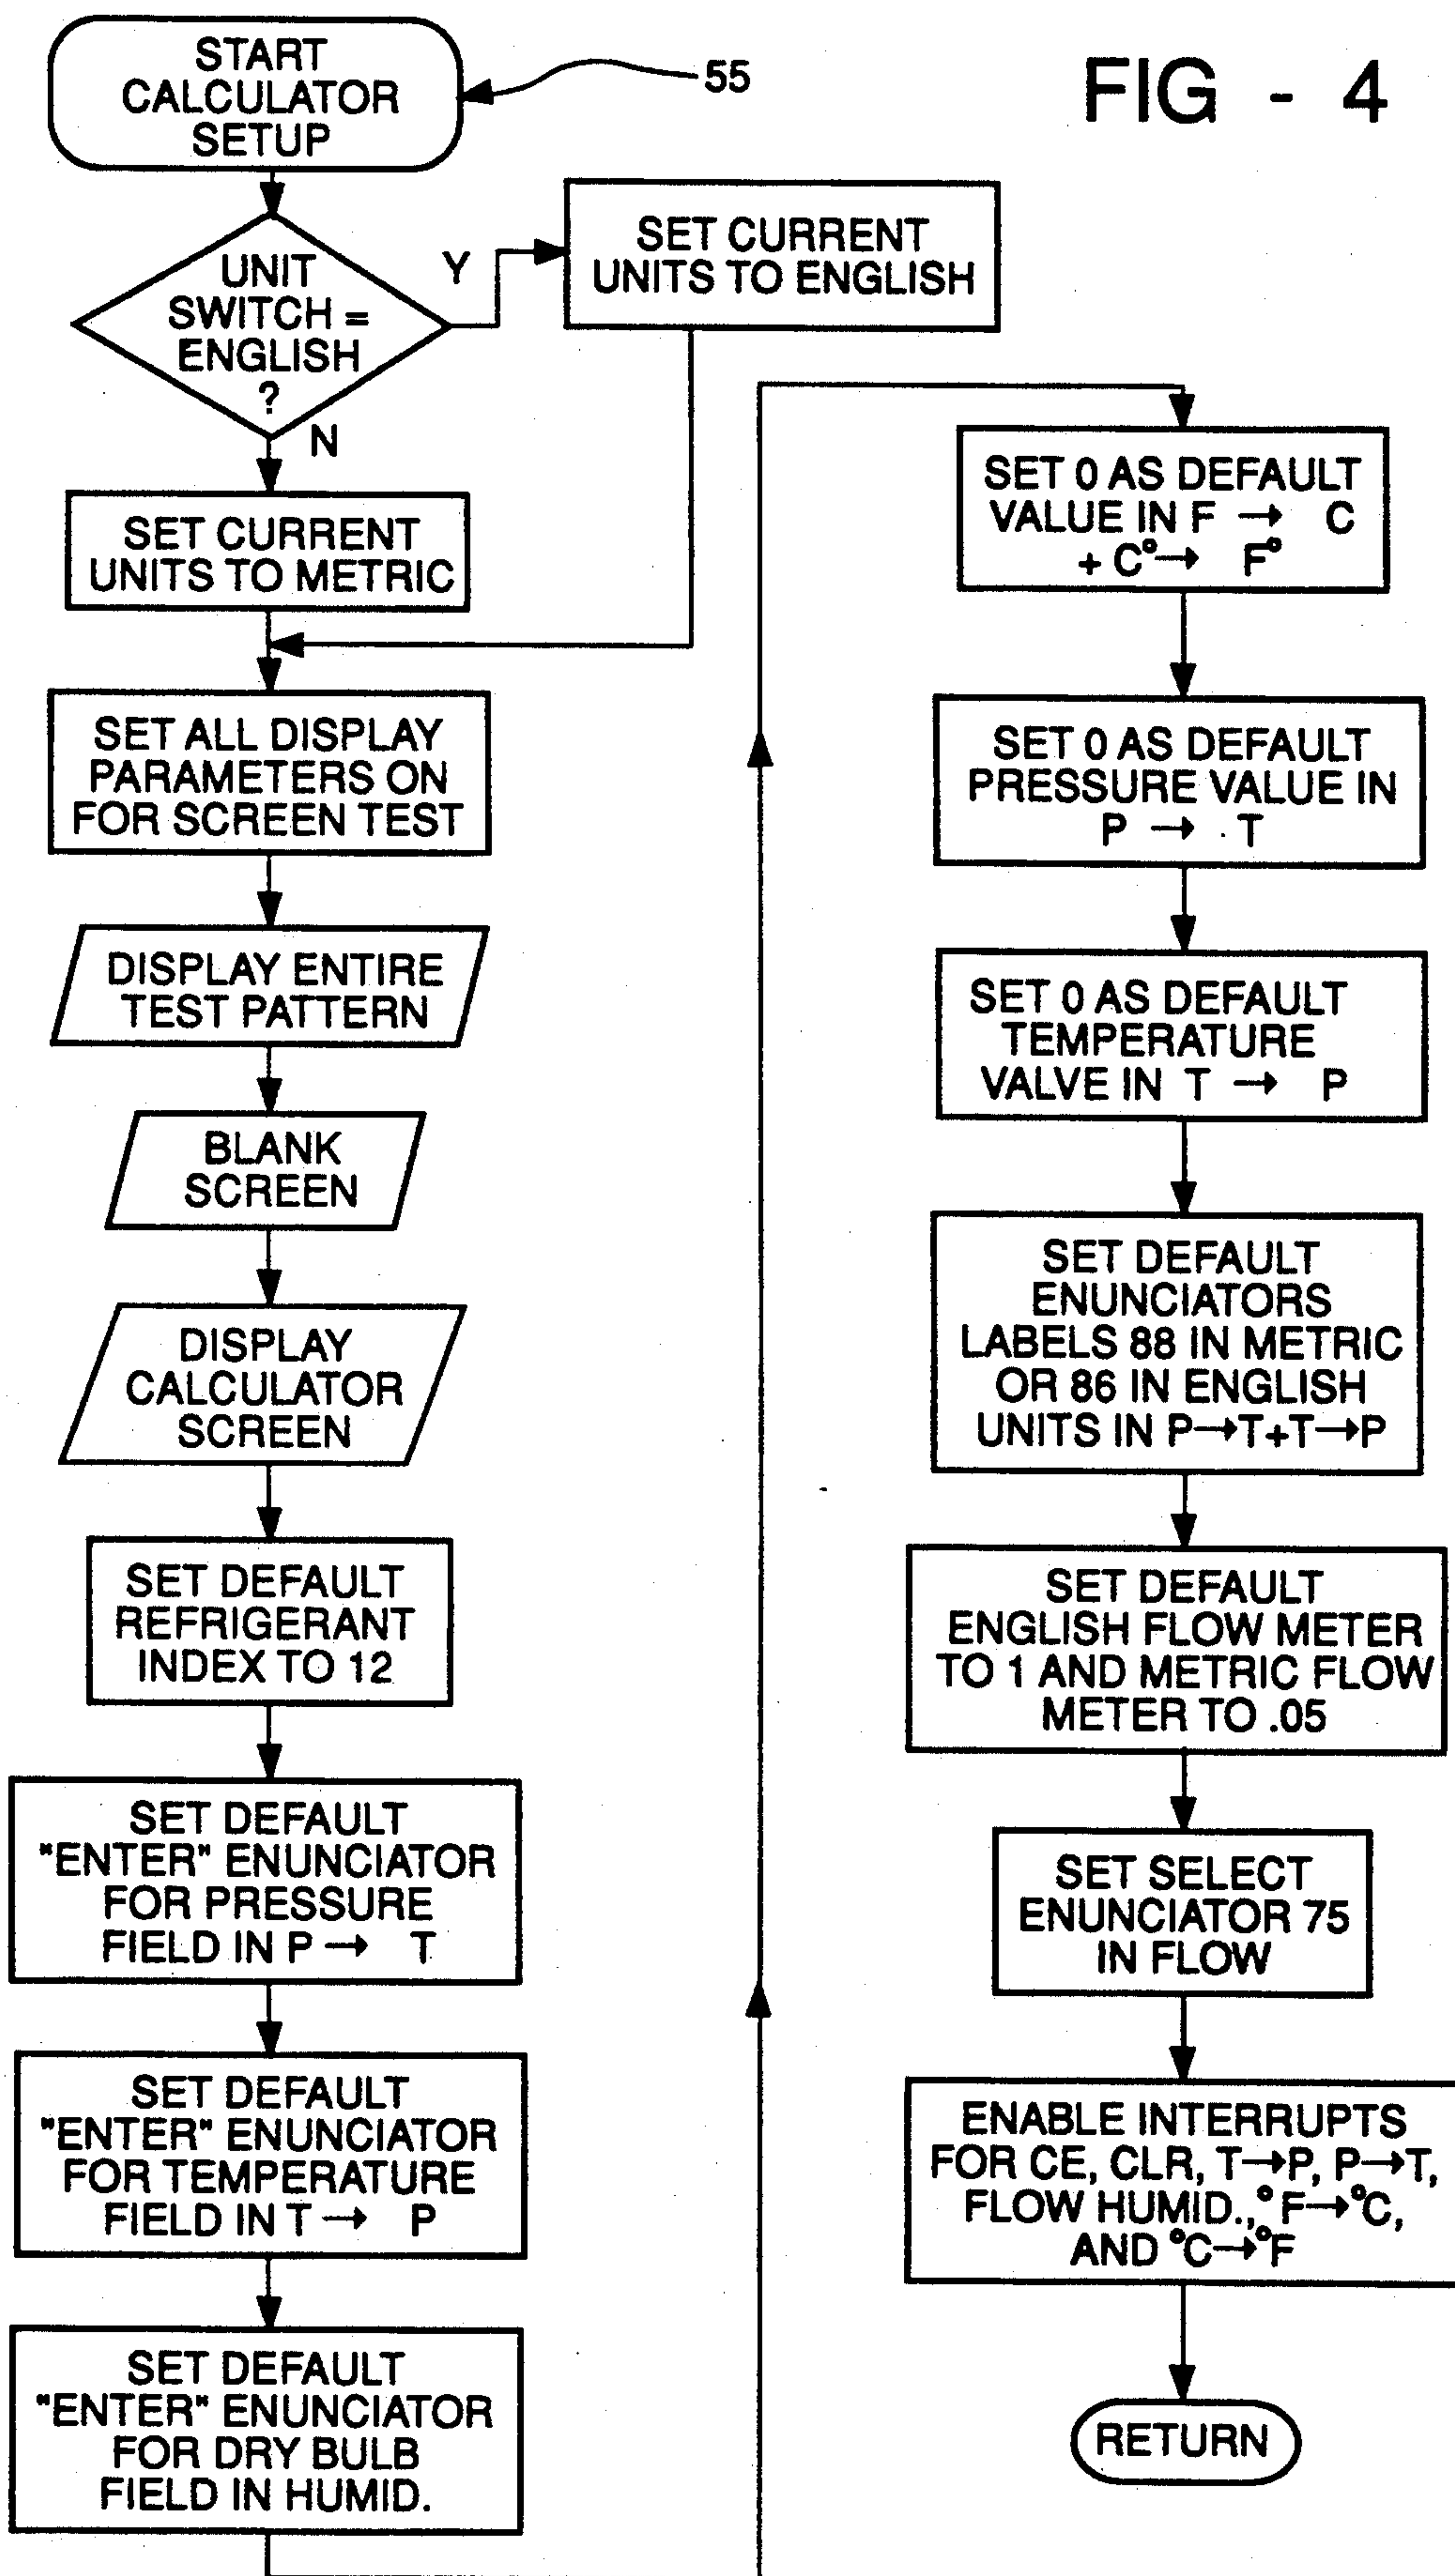 FIG - 4
START
CALCULATOR
SETUP
55
UNIT
SWITCH =
ENGLISH
?
Y
N
SET CURRENT
UNITS TO ENGLISH
SET CURRENT
UNITS TO METRIC
SET ALL DISPLAY
PARAMETERS ON
FOR SCREEN TEST
DISPLAY ENTIRE
TEST PATTERN
BLANK
SCREEN
DISPLAY
CALCULATOR
SCREEN
SET DEFAULT
REFRIGERANT
INDEX TO 12
SET DEFAULT
"ENTER" ENUNCIATOR
FOR PRESSURE
FIELD IN P → T
SET DEFAULT
"ENTER" ENUNCIATOR
FOR TEMPERATURE
FIELD IN T → P
SET DEFAULT
"ENTER" ENUNCIATOR
FOR DRY BULB
FIELD IN HUMID.
SET 0 AS DEFAULT
VALUE IN F → C
+ C° → F°
SET 0 AS DEFAULT
PRESSURE VALUE IN
P → T
SET 0 AS DEFAULT
TEMPERATURE
VALVE IN T → P
SET DEFAULT
ENUNCIATORS
LABELS 88 IN METRIC
OR 86 IN ENGLISH
UNITS IN P→T+T→P
SET DEFAULT
ENGLISH FLOW METER
TO 1 AND METRIC FLOW
METER TO .05
SET SELECT
ENUNCIATOR 75
IN FLOW
ENABLE INTERRUPTS
FOR CE, CLR, T→P, P→T,
FLOW HUMID., °F→°C,
AND °C→°F
RETURN